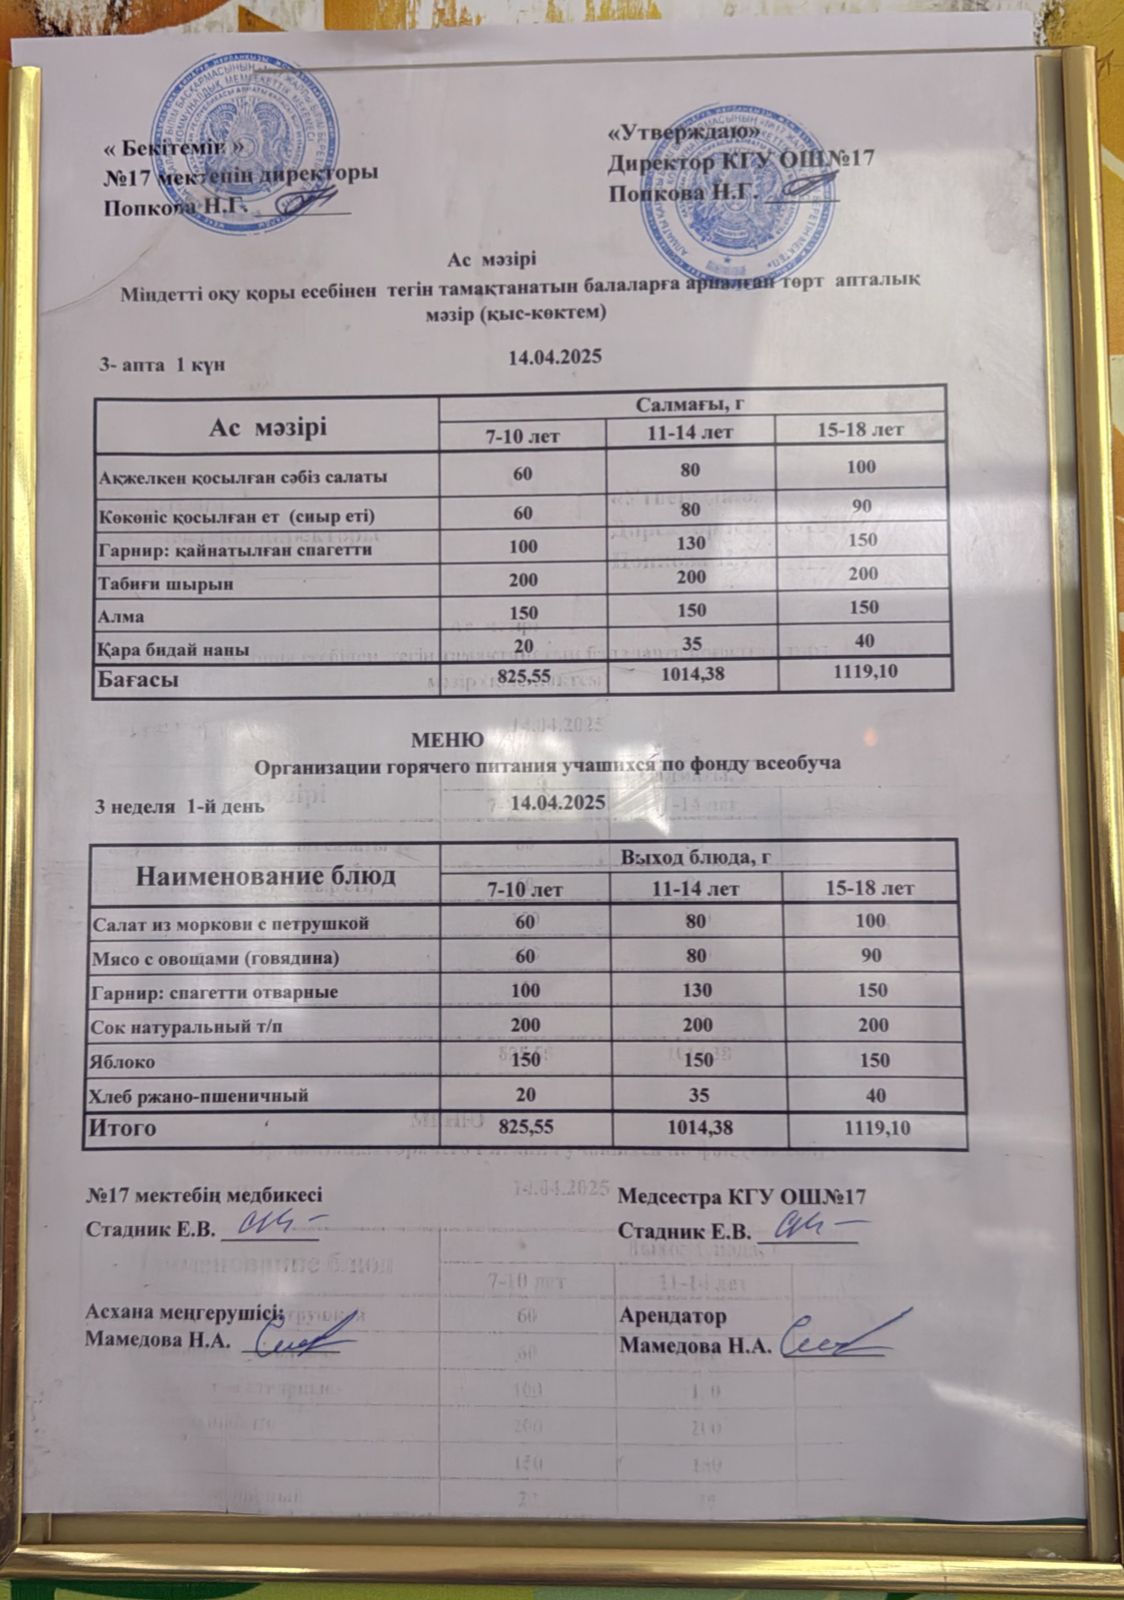 « Бекітемін »
№17 мектепің директоры
Попкова Н.Г.
«Утверждаю»
Директор КГУ ОШ№17
Попкова Н.Г.
Ас мәзірі
Міндетті оқу қоры есебінен тегін тамақтанатын балаларға арналған төрт апталық
мәзір (қыс-көктем)
3- апта 1 күн 14.04.2025
Ас мәзірі Салмағы, г
7-10 лет 11-14 лет 15-18 лет
Ақжелкен қосылған сәбіз салаты 60 80 100
Көкөніс қосылған ет (сиыр еті) 60 80 90
Гарнир: қайнатылған спагетти 100 130 150
Табиғи шырын 200 200 200
Алма 150 150 150
Қара бидай наны 20 35 40
Бағасы 825,55 1014,38 1119,10
МЕНЮ
Организации горячего питания учащихся по фонду всеобуча
3 неделя 1-й день 14.04.2025
Наименование блюд Выход блюда, г
7-10 лет 11-14 лет 15-18 лет
Салат из моркови с петрушкой 60 80 100
Мясо с овощами (говядина) 60 80 90
Гарнир: спагетти отварные 100 130 150
Сок натуральный т/п 200 200 200
Яблоко 150 150 150
Хлеб ржано-пшеничный 20 35 40
Итого 825,55 1014,38 1119,10
№17 мектебің медбикесі
Стадник Е.В.
Медсестра КГУ ОШ№17
Стадник Е.В.
Асхана меңгерушісі:
Мамедова Н.А.
Арендатор
Мамедова Н.А.